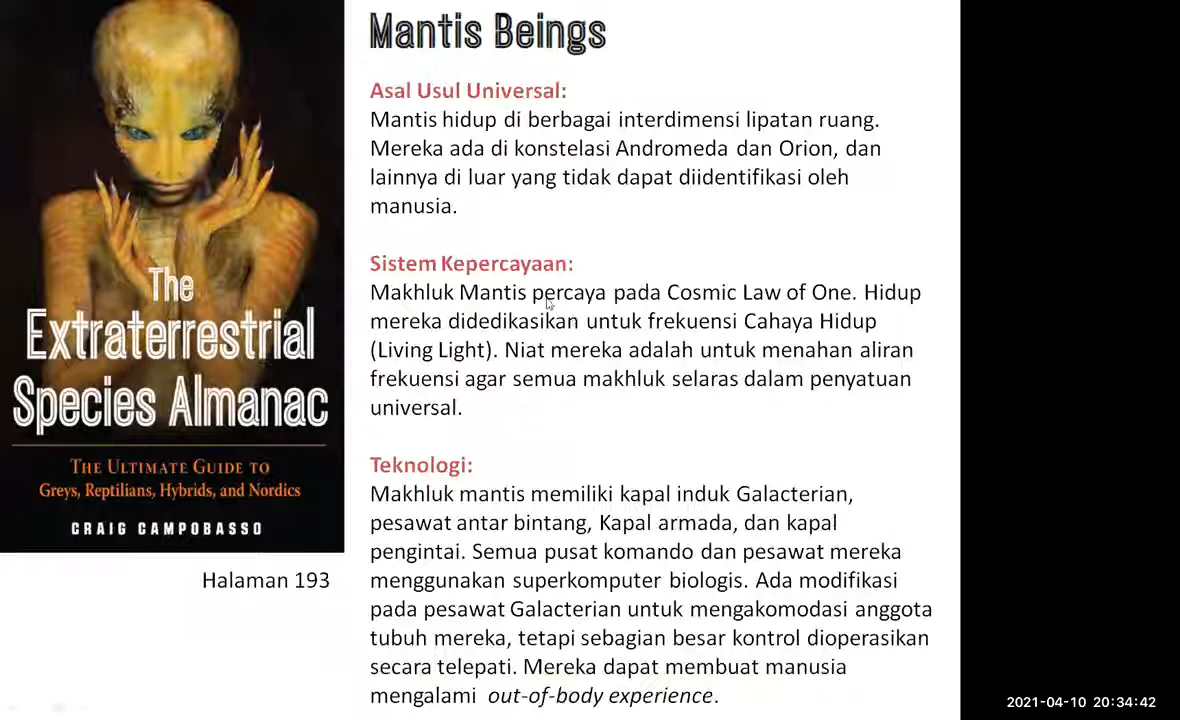 The
Extraterrestrial
Species Almanac
THE ULTIMATE GUIDE TO
Greys, Reptilians, Hybrids, and Nordics
CRAIG CAMPOBASSO
Halaman 193
Mantis Beings
Asal Usul Universal:
Mantis hidup di berbagai interdimensi lipatan ruang.
Mereka ada di konstelasi Andromeda dan Orion, dan
lainnya di luar yang tidak dapat diidentifikasi oleh
manusia.
Sistem Kepercayaan:
Makhluk Mantis percaya pada Cosmic Law of One. Hidup
mereka didedikasikan untuk frekuensi Cahaya Hidup
(Living Light). Niat mereka adalah untuk menahan aliran
frekuensi agar semua makhluk selaras dalam penyatuan
universal.
Teknologi:
Makhluk mantis memiliki kapal induk Galacterian,
pesawat antar bintang, Kapal armada, dan kapal
pengintai. Semua pusat komando dan pesawat mereka
menggunakan superkomputer biologis. Ada modifikasi
pada pesawat Galacterian untuk mengakomodasi anggota
tubuh mereka, tetapi sebagian besar kontrol dioperasikan
secara telepati. Mereka dapat membuat manusia
mengalami out-of-body experience.
2021-04-10 20:34:42